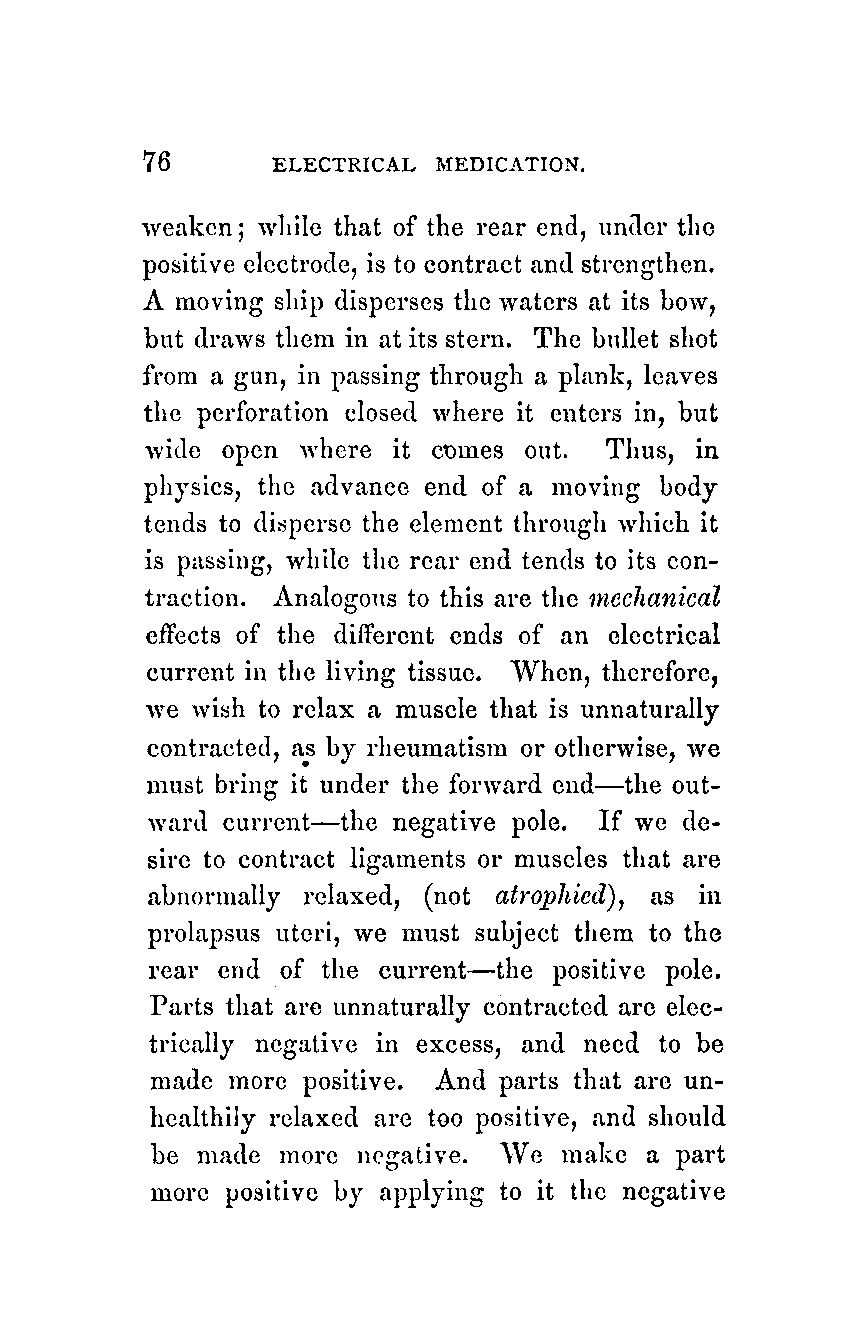 76 ELECTRICAL MEDICATION.
weaken; while that of the rear end, under the
positive electrode, is to contract and strengthen.
A moving ship disperses the waters at its bow,
but draws them in at its stern. The bullet shot
from a gun, in passing through a plank, leaves
the perforation closed where it enters in, but
wide open where it comes out. Thus, in
physics, the advance end of a moving body
tends to disperse the element through which it
is passing, while the rear end tends to its con-
traction. Analogous to this are the mechanical
effects of the different ends of an electrical
current in the living tissue. When, therefore,
we wish to relax a muscle that is unnaturally
contracted, as by rheumatism or otherwise, we
must bring it under the forward end—the out-
ward current—the negative pole. If we de-
sire to contract ligaments or muscles that are
abnormally relaxed, (not atrophied), as in
prolapsus uteri, we must subject them to the
rear end of the current—the positive pole.
Parts that are unnaturally contracted are elec-
trically negative in excess, and need to be
made more positive. And parts that are un-
healthily relaxed are too positive, and should
be made more negative. We make a part
more positive by applying to it the negative